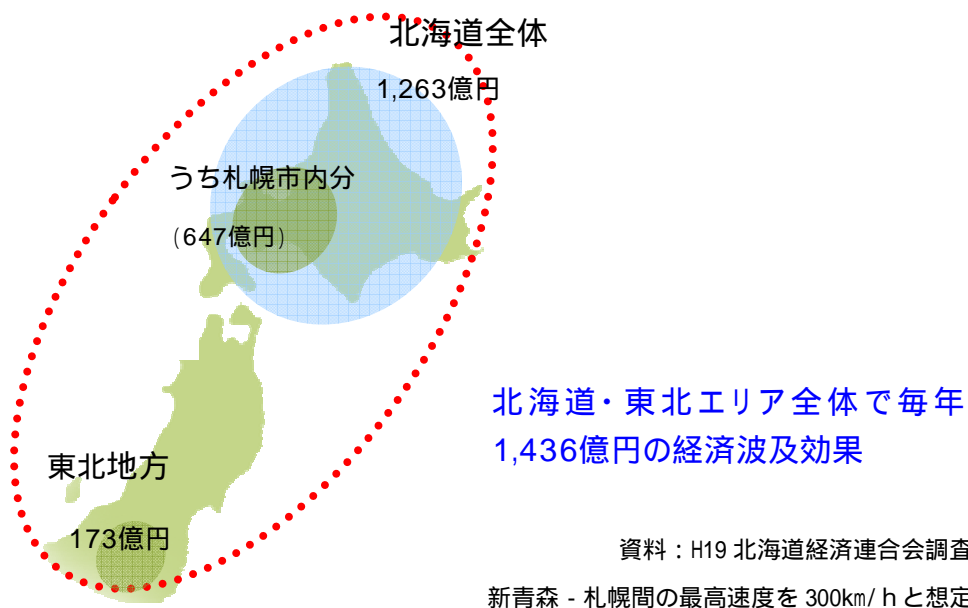 北海道全体
1,263億円
うち札幌市内分
(647億円)
東北地方
173億円
北海道・東北エリア全体で毎年
1,436億円の経済波及効果
資料：H19 北海道経済連合会調査
新青森 - 札幌間の最高速度を 300km/ｈと想定